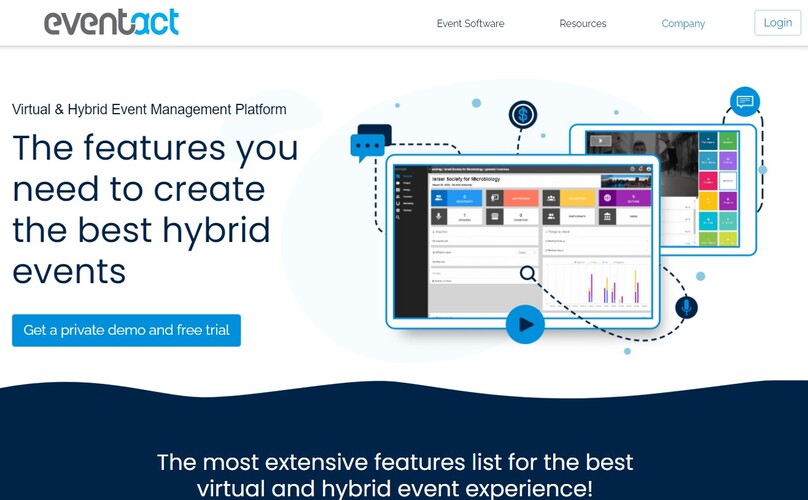 eventact
Event Software
Resources
Company
Login
Virtual & Hybrid Event Management Platform
The features you
need to create
the best hybrid
events
Get a private demo and free trial
Israel Society for Microbiology
The most extensive features list for the best
virtual and hybrid event experience!